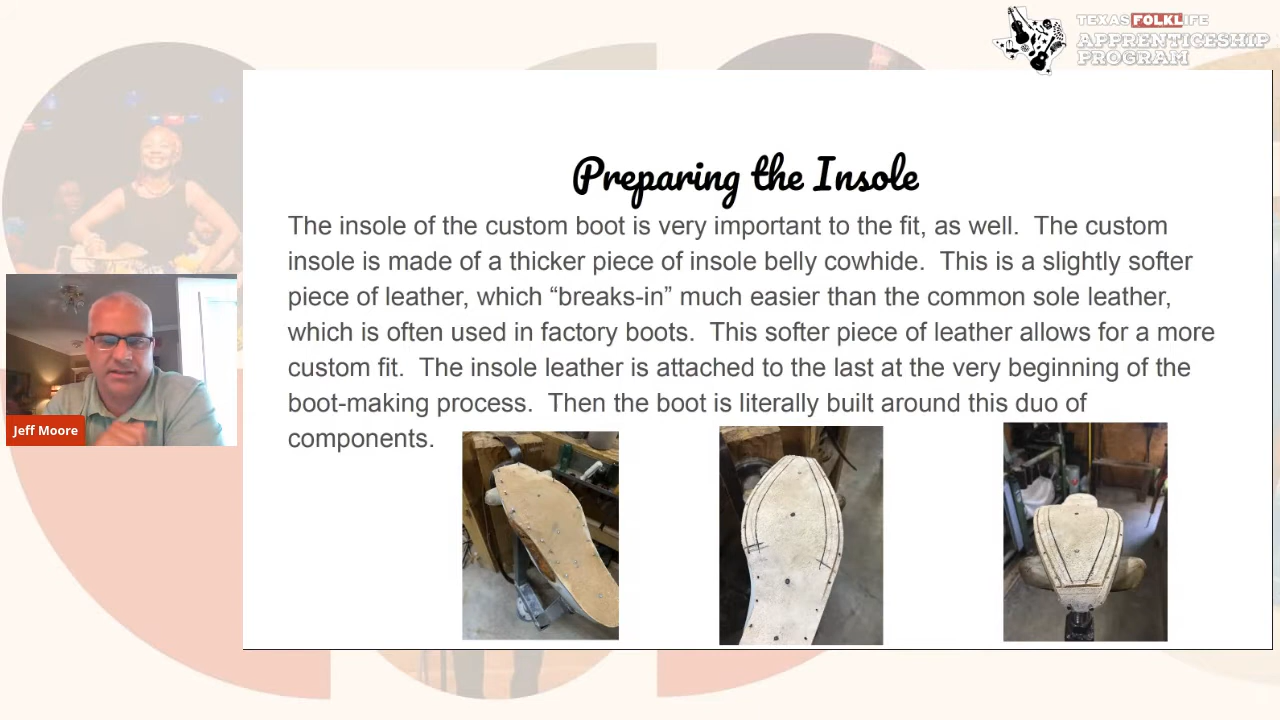 TEXAS FOLKLIFE
APPRENTICESHIP
PROGRAM
Preparing the Insole
The insole of the custom boot is very important to the fit, as well.  The custom
insole is made of a thicker piece of insole belly cowhide.  This is a slightly softer
piece of leather, which “breaks-in” much easier than the common sole leather,
which is often used in factory boots.  This softer piece of leather allows for a more
custom fit.  The insole leather is attached to the last at the very beginning of the
boot-making process.  Then the boot is literally built around this duo of
components.
Jeff Moore